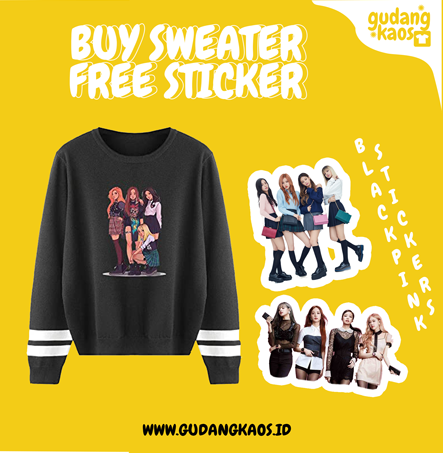 BUY SWEATER
FREE STICKER
gudang
kaos
BLACKPINK
STICKERS
WWW.GUDANGKAOS.ID